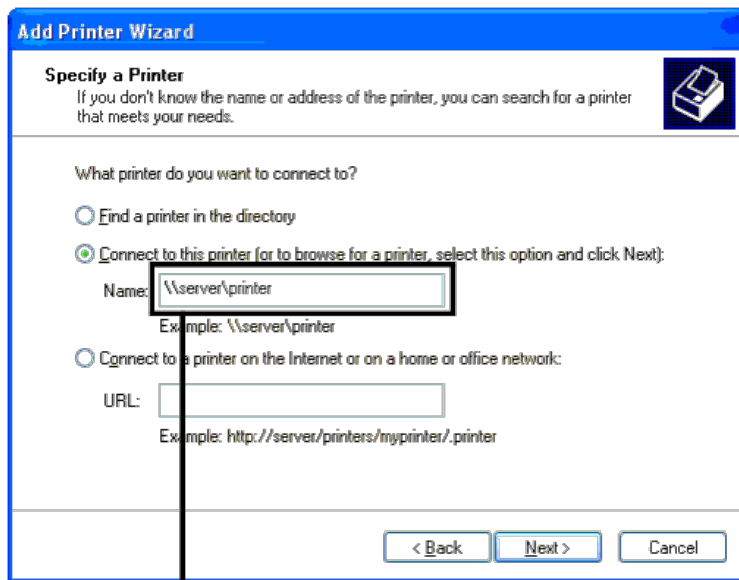 Add Printer Wizard
Specify a Printer
If you don't know the name or address of the printer, you can search for a printer
that meets your needs.
What printer do you want to connect to?
Find a printer in the directory
Connect to this printer (or to browse for a printer, select this option and click Next):
Name: \\server\printer
Example: \\server\printer
Connect to a printer on the Internet or on a home or office network:
URL:
Example: http://server/printers/myprinter/.printer
< Back Next > Cancel